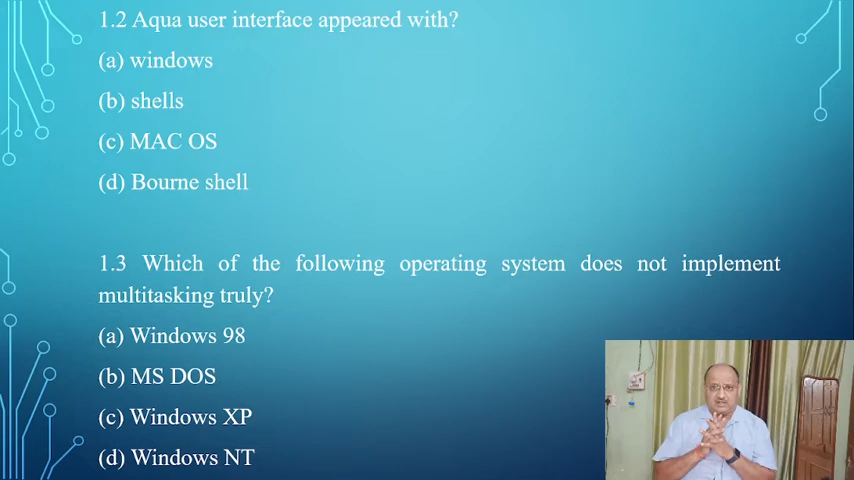 1.2 Aqua user interface appeared with?
(a) windows
(b) shells
(c) MAC OS
(d) Bourne shell
1.3 Which of the following operating system does not implement
multitasking truly?
(a) Windows 98
(b) MS DOS
(c) Windows XP
(d) Windows NT